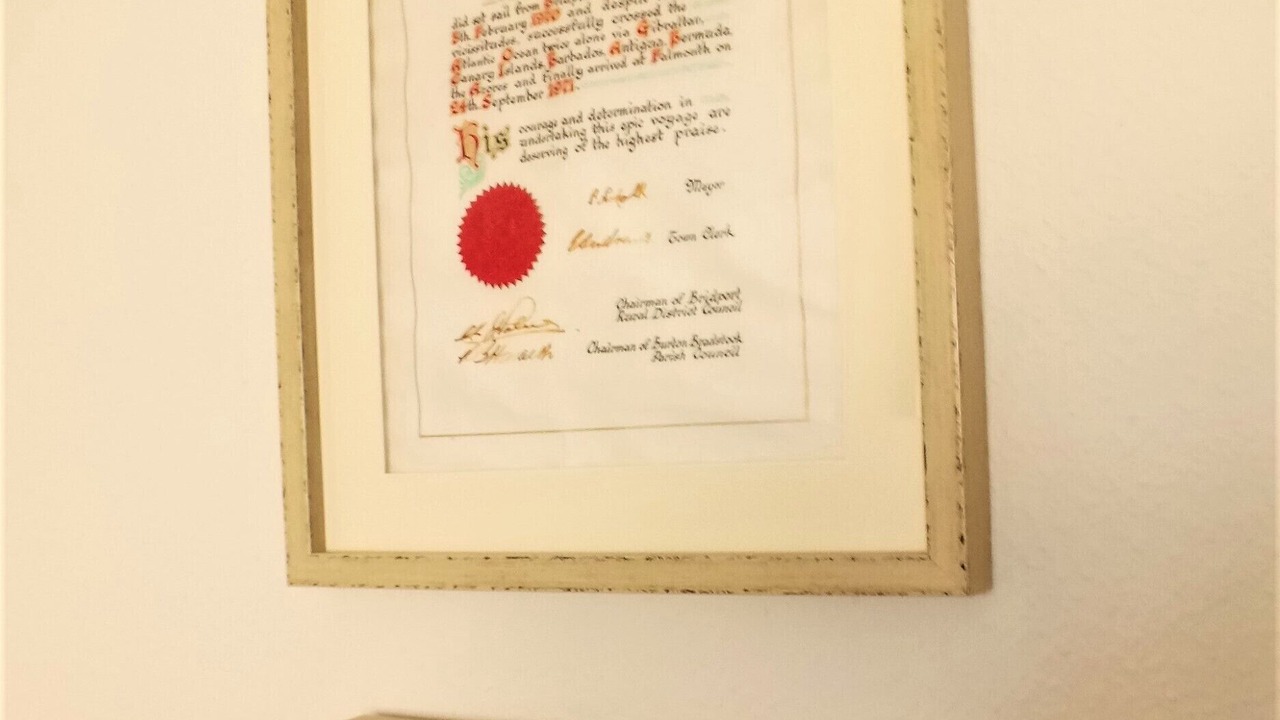 did set sail from
5th February 1970 and despite
vicissitudes, successfully crossed the
Atlantic Ocean twice alone via Gibraltar,
Canary Islands, Barbados, Antigua, Bermuda,
the Azores and finally arrived at Falmouth on
24th September 1971.
His courage and determination in
undertaking this epic voyage are
deserving of the highest praise.
Mayor
Town Clerk
Chairman of Bridport
Rural District Council
Chairman of Burton Bradstock
Parish Council